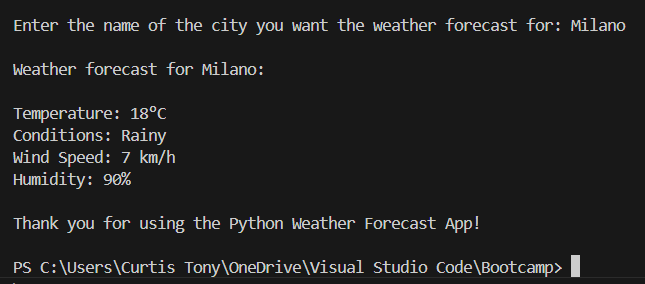 Enter the name of the city you want the weather forecast for: Milano
Weather forecast for Milano:
Temperature: 18°C
Conditions: Rainy
Wind Speed: 7 km/h
Humidity: 90%
Thank you for using the Python Weather Forecast App!
PS C:\Users\Curtis Tony\OneDrive\Visual Studio Code\Bootcamp>